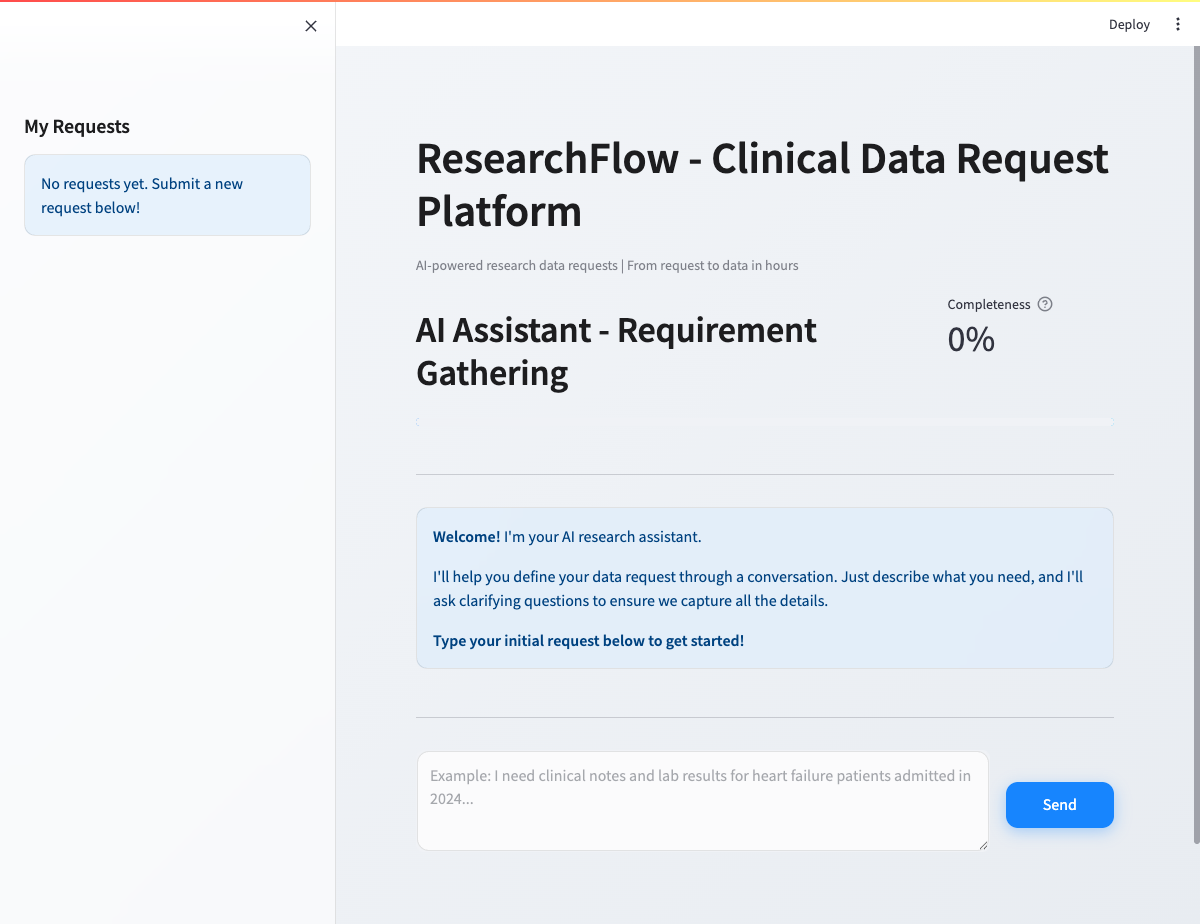 Deploy
My Requests
No requests yet. Submit a new
request below!
ResearchFlow - Clinical Data Request
Platform
AI-powered research data requests | From request to data in hours
AI Assistant - Requirement
Gathering
Completeness
0%
Welcome! I'm your AI research assistant.
I'll help you define your data request through a conversation. Just describe what you need, and I'll
ask clarifying questions to ensure we capture all the details.
Type your initial request below to get started!
Example: I need clinical notes and lab results for heart failure patients admitted in
2024...
Send